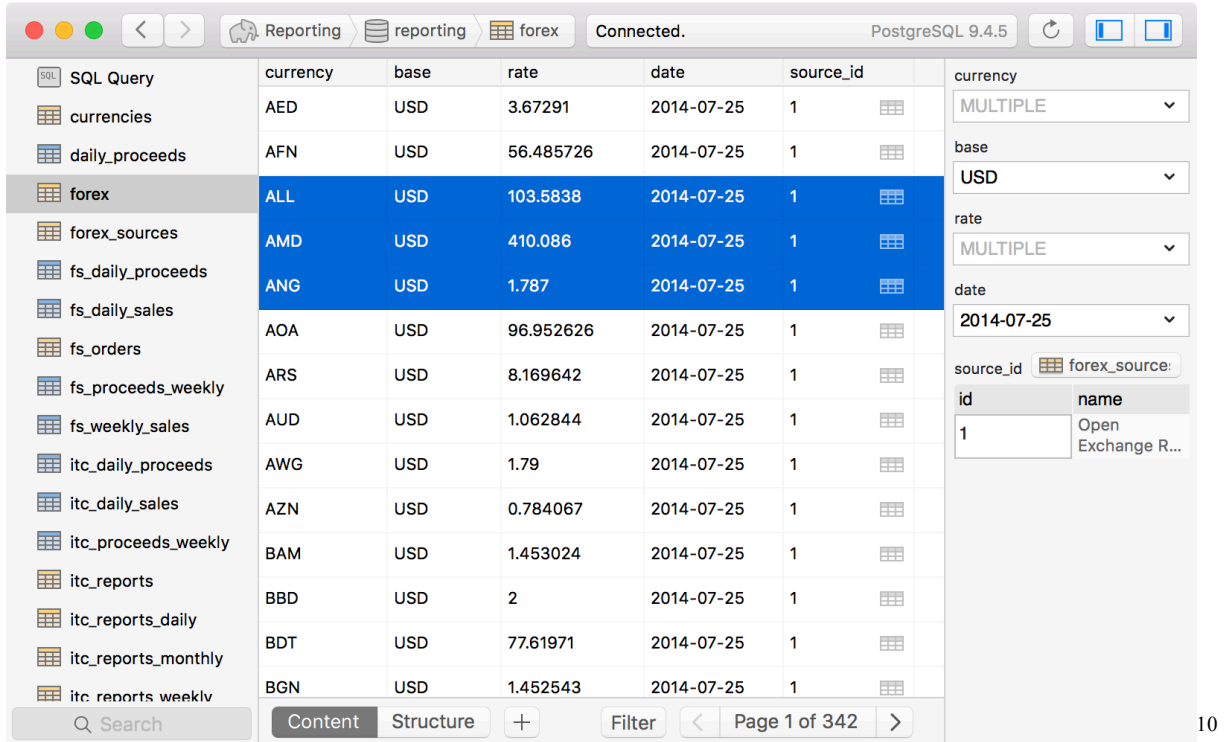 Reporting reporting forex Connected. PostgreSQL 9.4.5
SQL SQL Query
currencies
daily_proceeds
forex
forex_sources
fs_daily_proceeds
fs_daily_sales
fs_orders
fs_proceeds_weekly
fs_weekly_sales
itc_daily_proceeds
itc_daily_sales
itc_proceeds_weekly
itc_reports
itc_reports_daily
itc_reports_monthly
itc_reports_weekly
Search
currency base rate date source_id
AED USD 3.67291 2014-07-25 1
AFN USD 56.485726 2014-07-25 1
ALL USD 103.5838 2014-07-25 1
AMD USD 410.086 2014-07-25 1
ANG USD 1.787 2014-07-25 1
AOA USD 96.952626 2014-07-25 1
ARS USD 8.169642 2014-07-25 1
AUD USD 1.062844 2014-07-25 1
AWG USD 1.79 2014-07-25 1
AZN USD 0.784067 2014-07-25 1
BAM USD 1.453024 2014-07-25 1
BBD USD 2 2014-07-25 1
BDT USD 77.61971 2014-07-25 1
BGN USD 1.452543 2014-07-25 1
Content Structure + Filter Page 1 of 342
currency
MULTIPLE
base
USD
rate
MULTIPLE
date
2014-07-25
source_id forex_source
id name
1 Open
Exchange R...
10